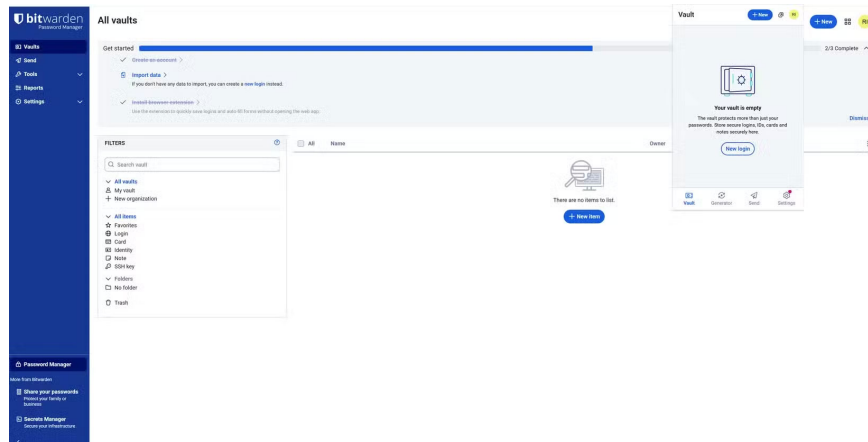 bitwarden
Password Manager
Vaults
Send
Tools
Reports
Settings
Password Manager
More from Bitwarden
Share your passwords
Protect your family or
business
Secrets Manager
Secure your infrastructure
All vaults
New
Get started
2/3 Complete
Create an account
Import data
If you don't have any data to import, you can create a new login instead.
Install browser extension
Use the extension to quickly save logins and auto-fill forms without opening the web app.
Dismiss
FILTERS
Search vault
All vaults
My vault
New organization
All items
Favorites
Login
Card
Identity
Note
SSH key
Folders
No folder
Trash
All Name Owner
There are no items to list.
New item
Vault
New
RI
Your vault is empty
The vault protects more than just your
passwords. Store secure logins, IDs, cards and
notes securely here.
New login
Vault Generator Send Settings